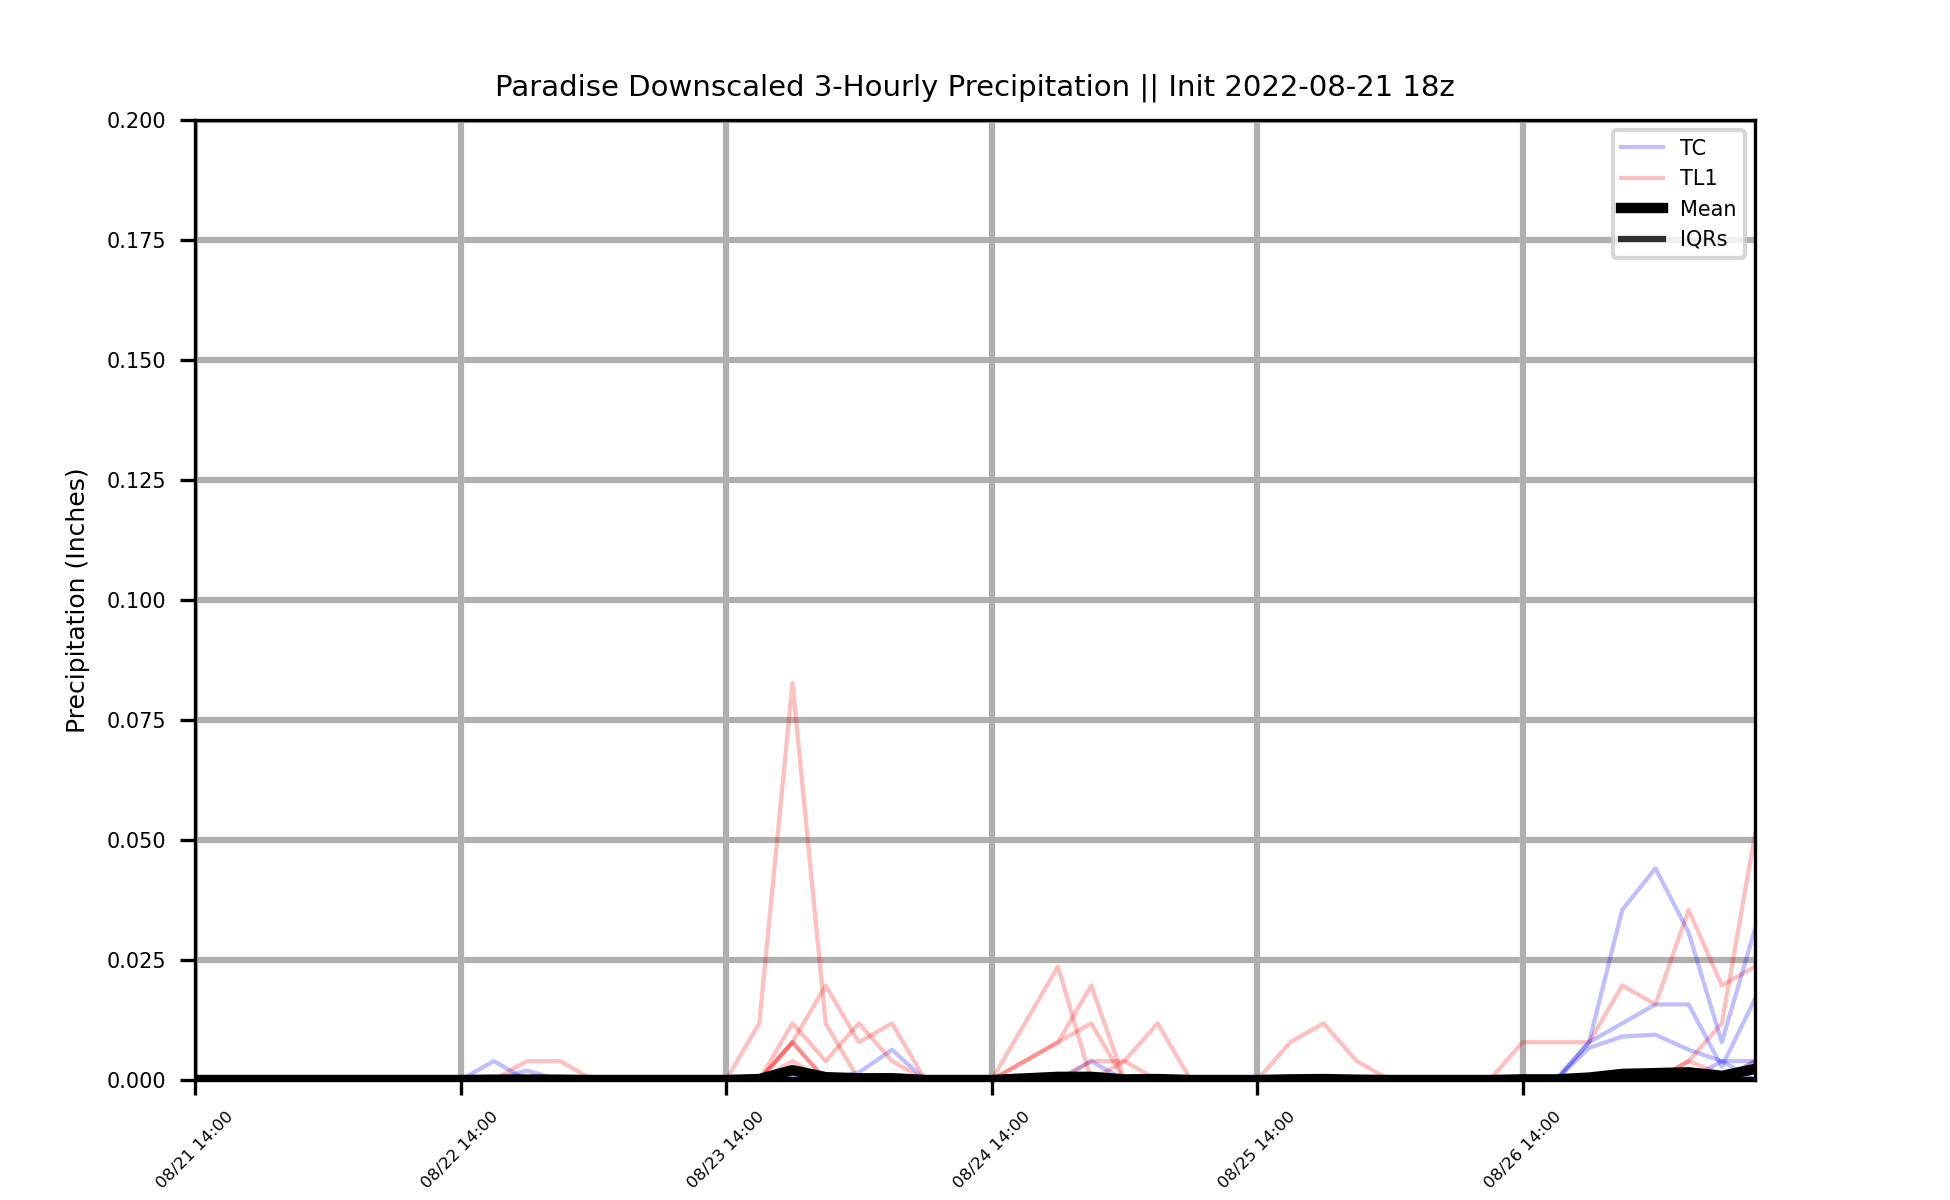 Paradise Downscaled 3-Hourly Precipitation || Init 2022-08-21 18z
TC
TL1
Mean
IQRs
Precipitation (Inches)
0.200
0.175
0.150
0.125
0.100
0.075
0.050
0.025
0.000
08/21 14:00
08/22 14:00
08/23 14:00
08/24 14:00
08/25 14:00
08/26 14:00